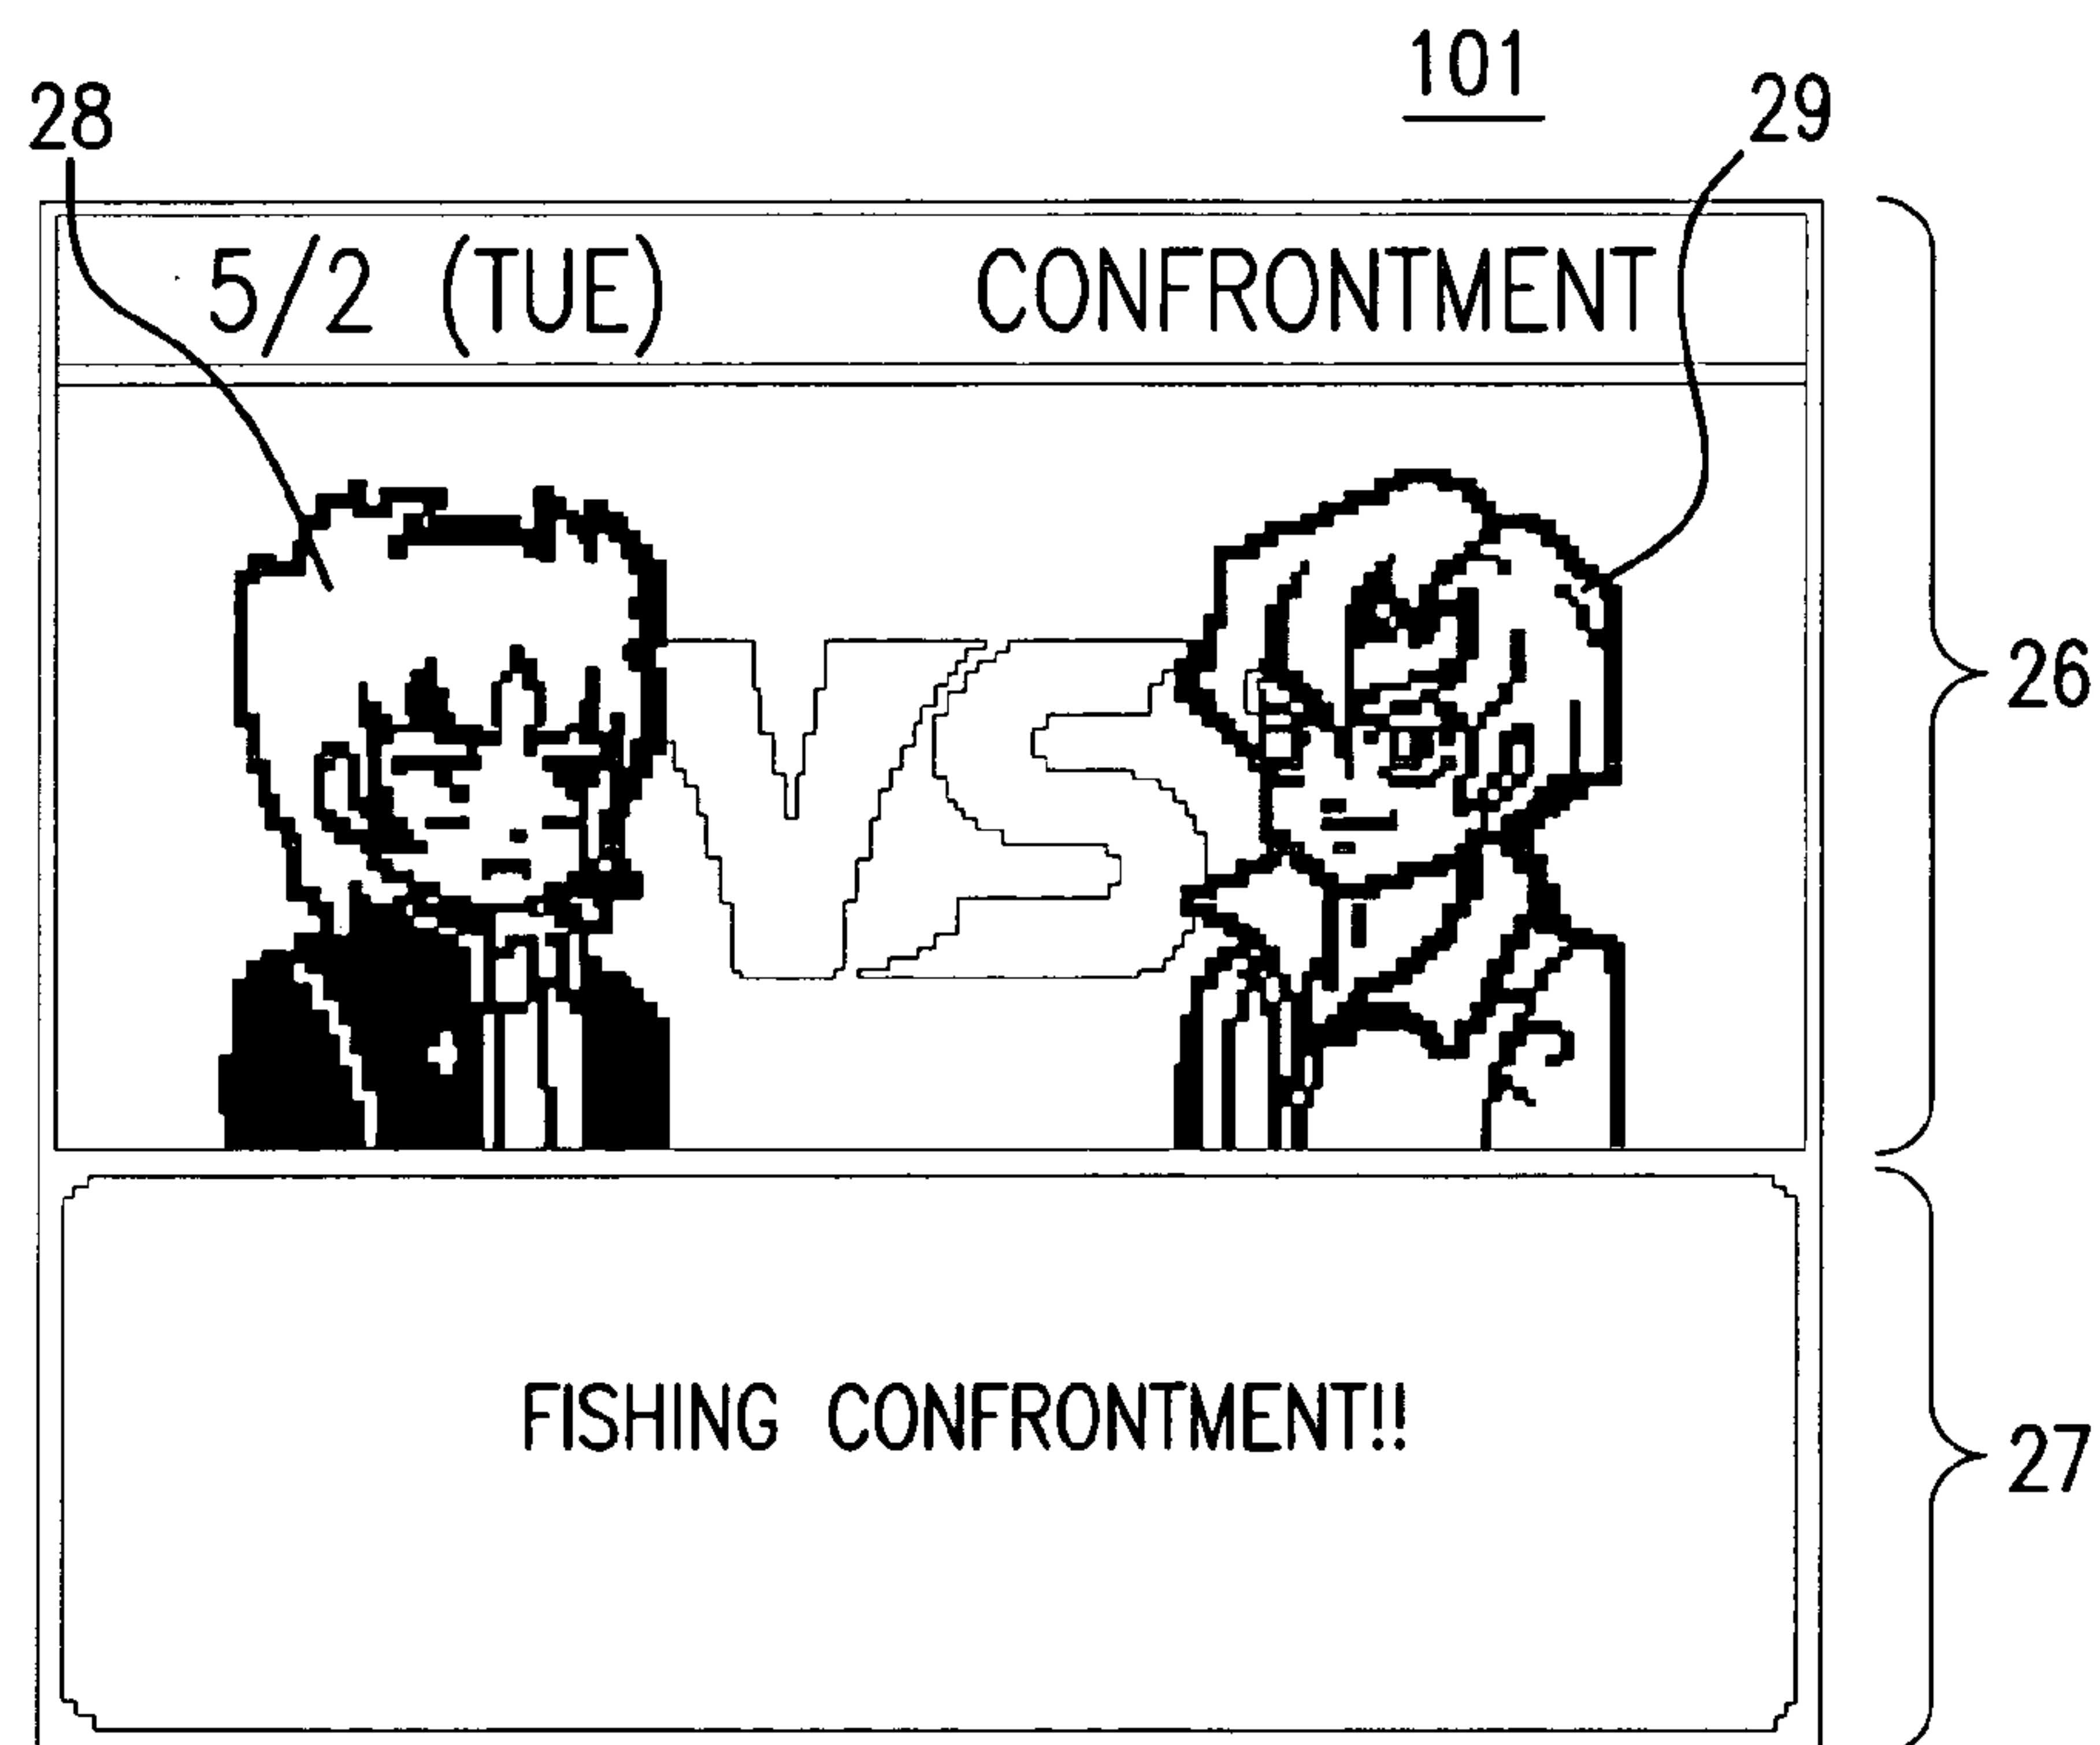 101
28
29
5/2 (TUE) CONFRONTMENT
VS
26
FISHING CONFRONTMENT!!
27